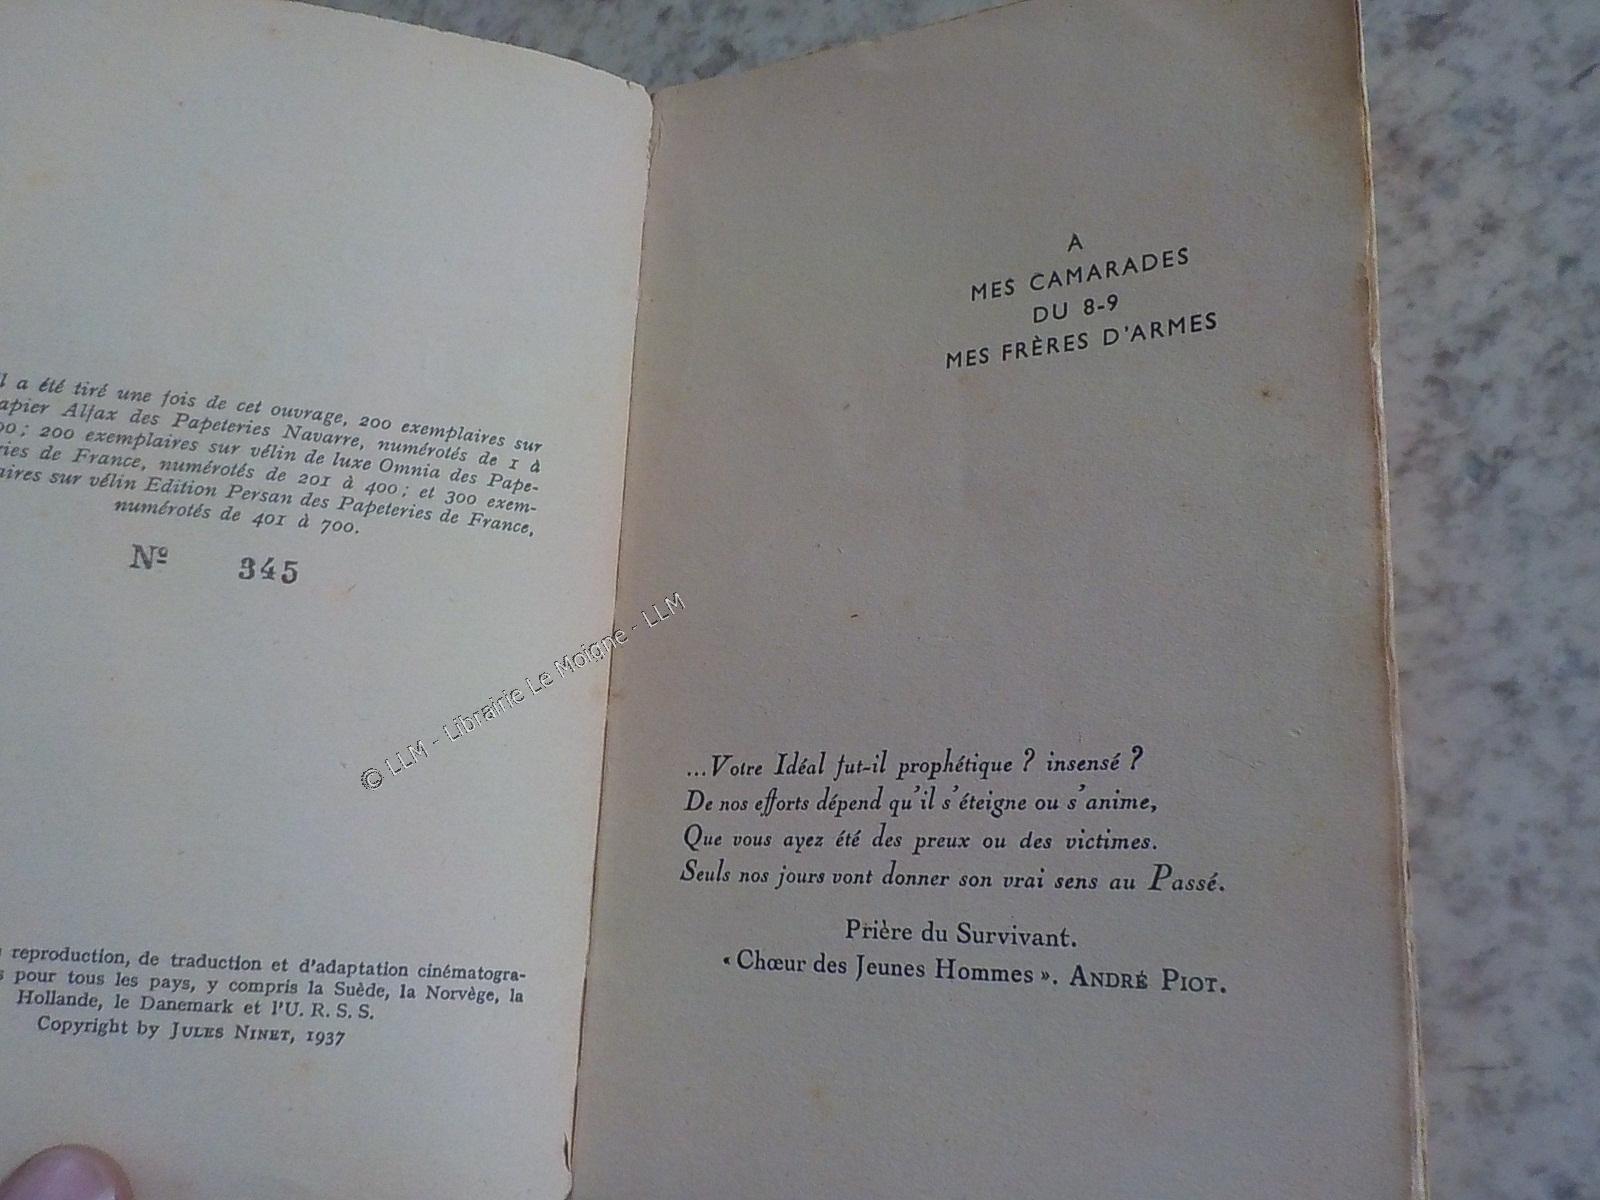 a été tiré une fois de cet ouvrage, 200 exemplaires sur
apier Alfax des Papeteries Navarre, numérotés de 1 à
00; 200 exemplaires sur vélin de luxe Omnia des Pape-
ries de France, numérotés de 201 à 400; et 300 exem-
aires sur vélin Edition Persan des Papeteries de France,
numérotés de 401 à 700.
Nº 345
reproduction, de traduction et d'adaptation cinématogra-
s pour tous les pays, y compris la Suède, la Norvège, la
Hollande, le Danemark et l'U. R. S. S.
Copyright by JULES NINET, 1937
© LLM - Librairie Le Moigne - LLM
A
MES CAMARADES
DU 8-9
MES FRÈRES D'ARMES
...Votre Idéal fut-il prophétique ? insensé ?
De nos efforts dépend qu'il s'éteigne ou s'anime,
Que vous ayez été des preux ou des victimes.
Seuls nos jours vont donner son vrai sens au Passé.
Prière du Survivant.
« Chœur des Jeunes Hommes ». ANDRÉ PIOT.